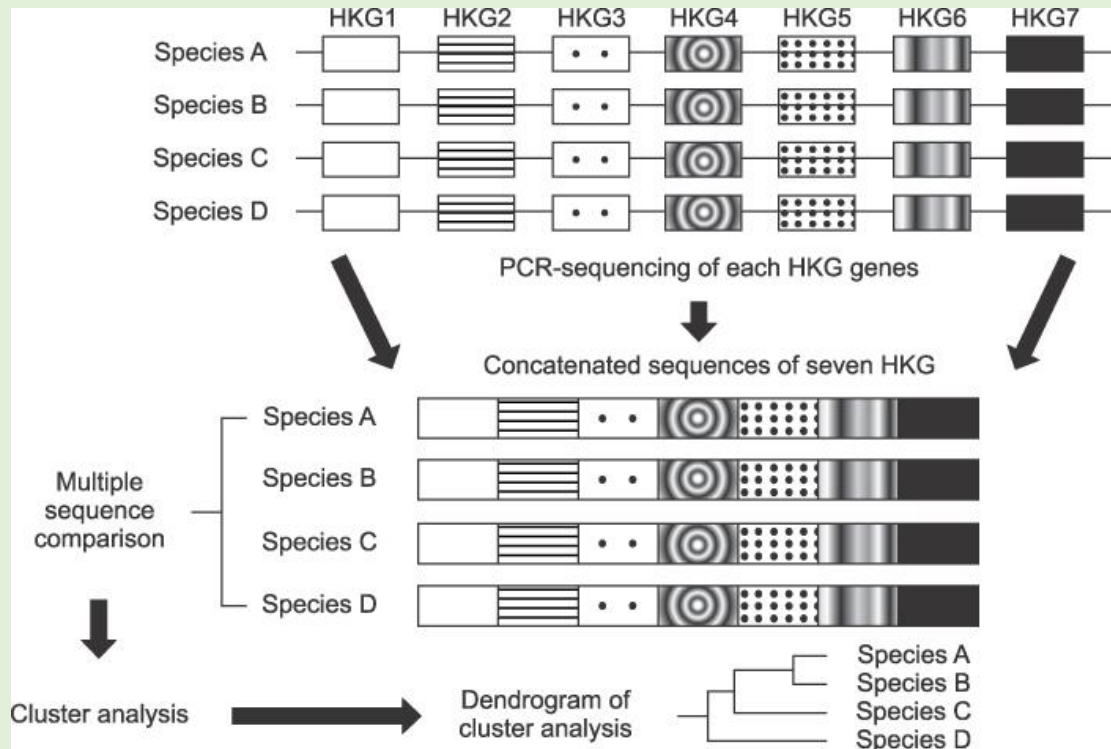 HKG1 HKG2 HKG3 HKG4 HKG5 HKG6 HKG7
Species A
Species B
Species C
Species D
PCR-sequencing of each HKG genes
Concatenated sequences of seven HKG
Species A
Species B
Species C
Species D
Multiple
sequence
comparison
Cluster analysis
Dendrogram of
cluster analysis
Species A
Species B
Species C
Species D